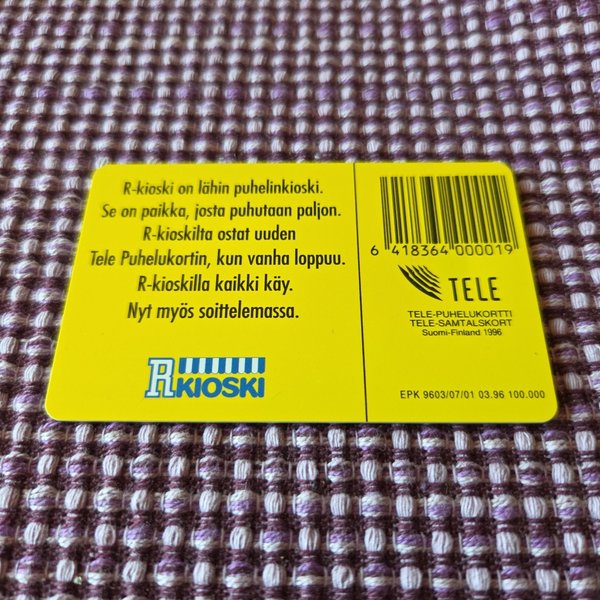 R-kioski on lähin puhelinkioski.
Se on paikka, josta puhutaan paljon.
R-kioskilta ostat uuden
Tele Puhelukortin, kun vanha loppuu.
R-kioskilla kaikki käy.
Nyt myös soittelemassa.
R KIOSKI
6 418364 000019
TELE
TELE-PUHELUKORTTI
TELE-SAMTALSKORT
Suomi-Finland 1996
EPK 9603/07/01 03.96 100.000